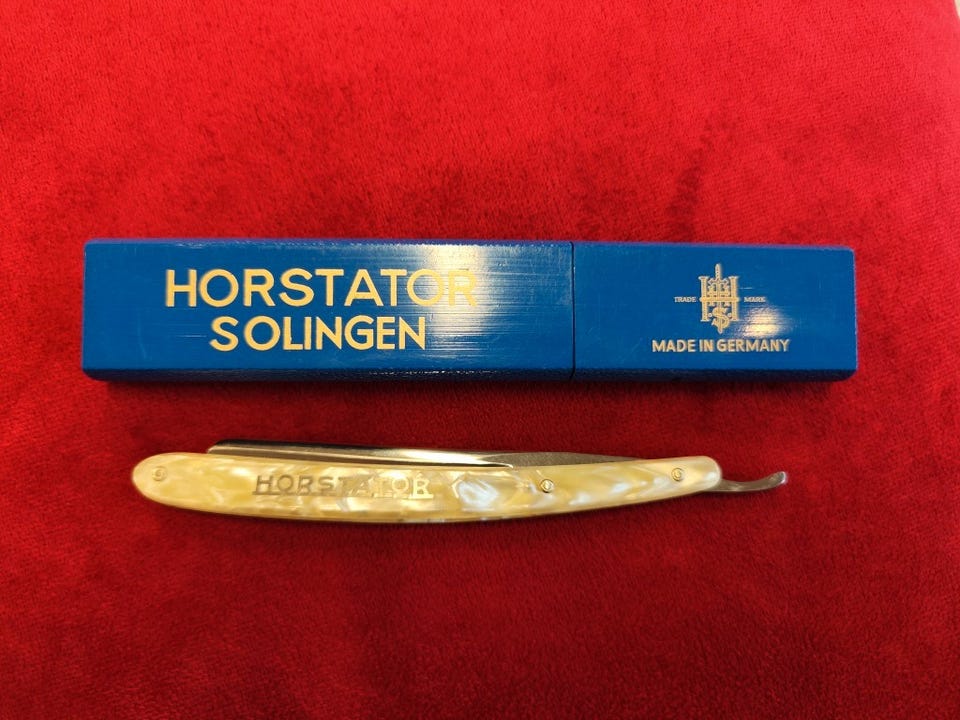 HORSTATOR
SOLINGEN
TRADE MARK
MADE IN GERMANY
HORSTATOR